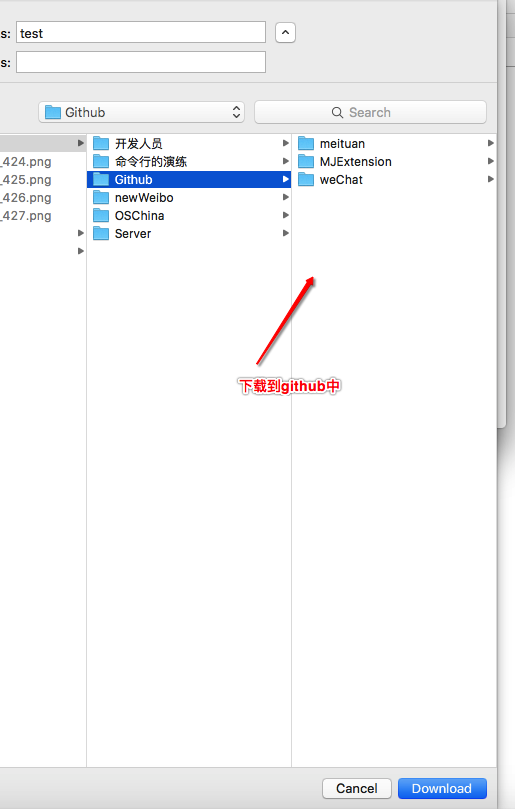 s: test
s:
Github
Search
_424.png
_425.png
_426.png
_427.png
开发人员
命令行的演练
Github
newWeibo
OSChina
Server
meituan
MJExtension
weChat
下载到github中
Cancel
Download